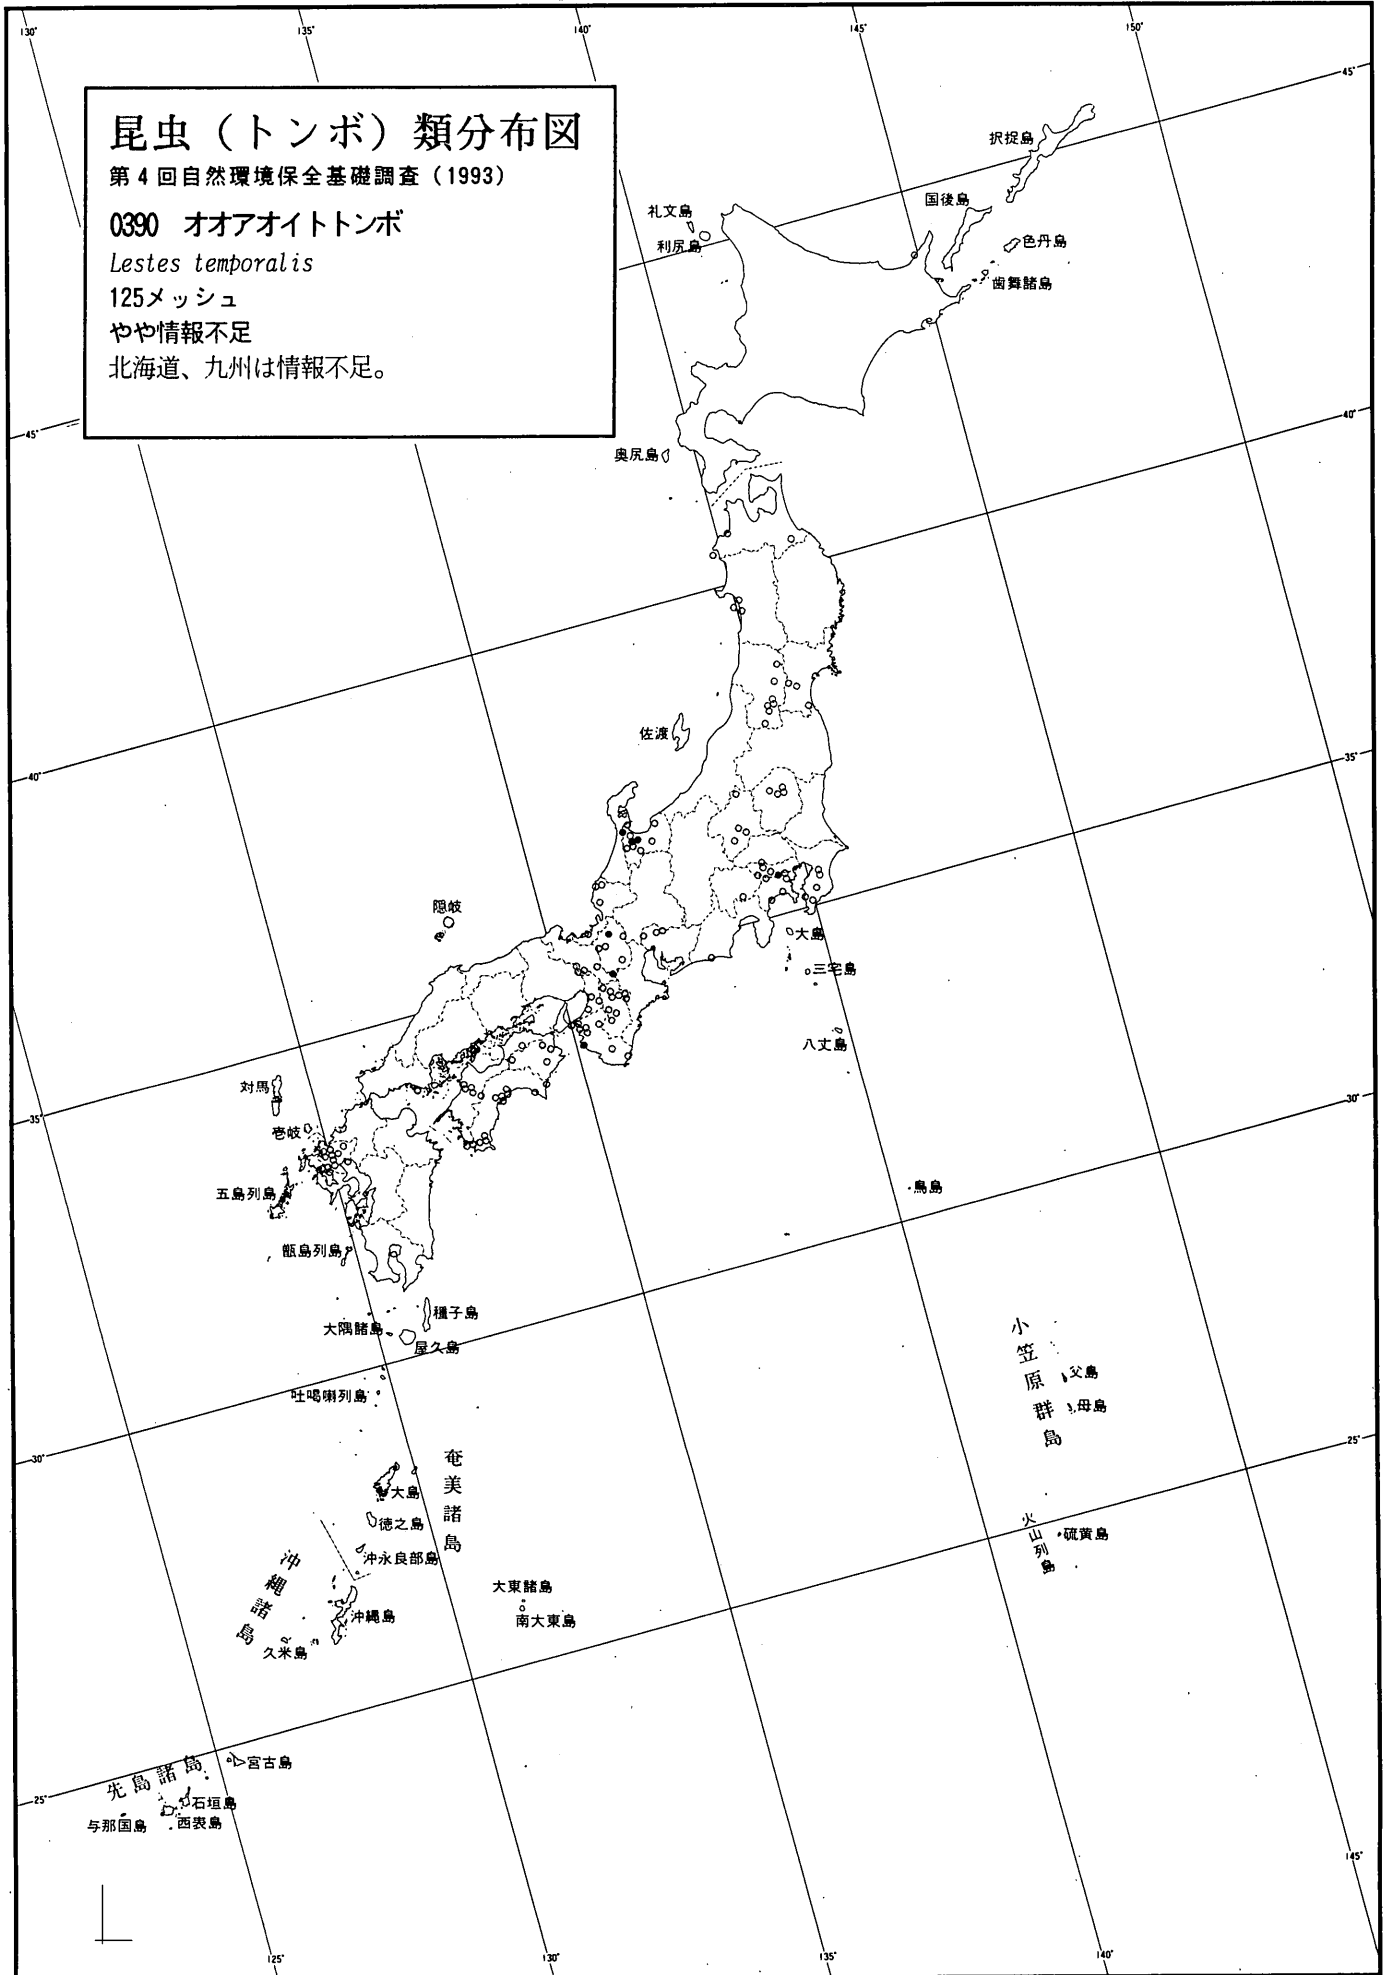 130°
135°
140°
145°
150°
昆虫（トンボ）類分布図
第4回自然環境保全基礎調査（1993）
0390 オオアオイトトンボ
Lestes temporalis
125メッシュ
やや情報不足
北海道、九州は情報不足。
45°
択捉島
国後島
礼文島
利尻島
色丹島
歯舞諸島
45°
40°
奥尻島
佐渡
40°
35°
隠岐
大島
三宅島
八丈島
対馬
35°
壱岐
30°
五島列島
鳥島
甑島列島
種子島
大隅諸島
屋久島
吐噶喇列島
小笠原群島
父島
母島
25°
30°
奄美諸島
大島
徳之島
沖永良部島
火山列島
硫黄島
沖縄諸島
大東諸島
沖縄島
南大東島
久米島
先島諸島
宮古島
25°
石垣島
与那国島
西表島
145°
125°
130°
135°
140°